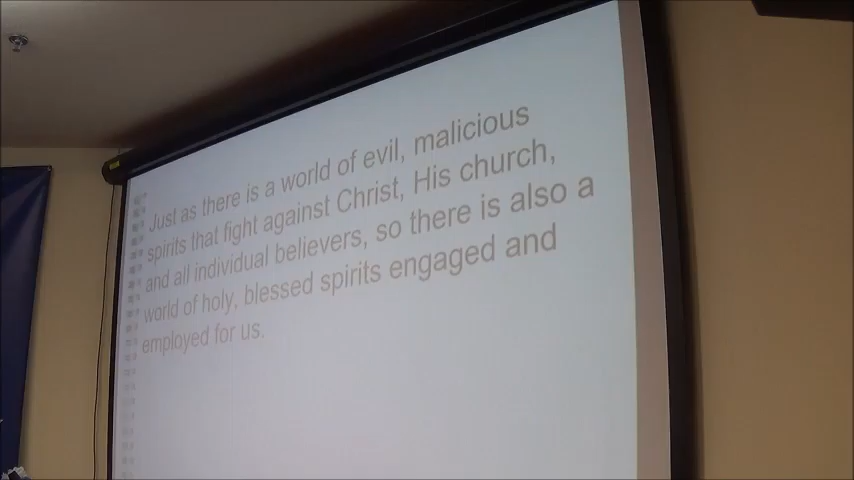 Just as there is a world of evil, malicious
spirits that fight against Christ, His church,
and all individual believers, so there is also a
world of holy, blessed spirits engaged and
employed for us.